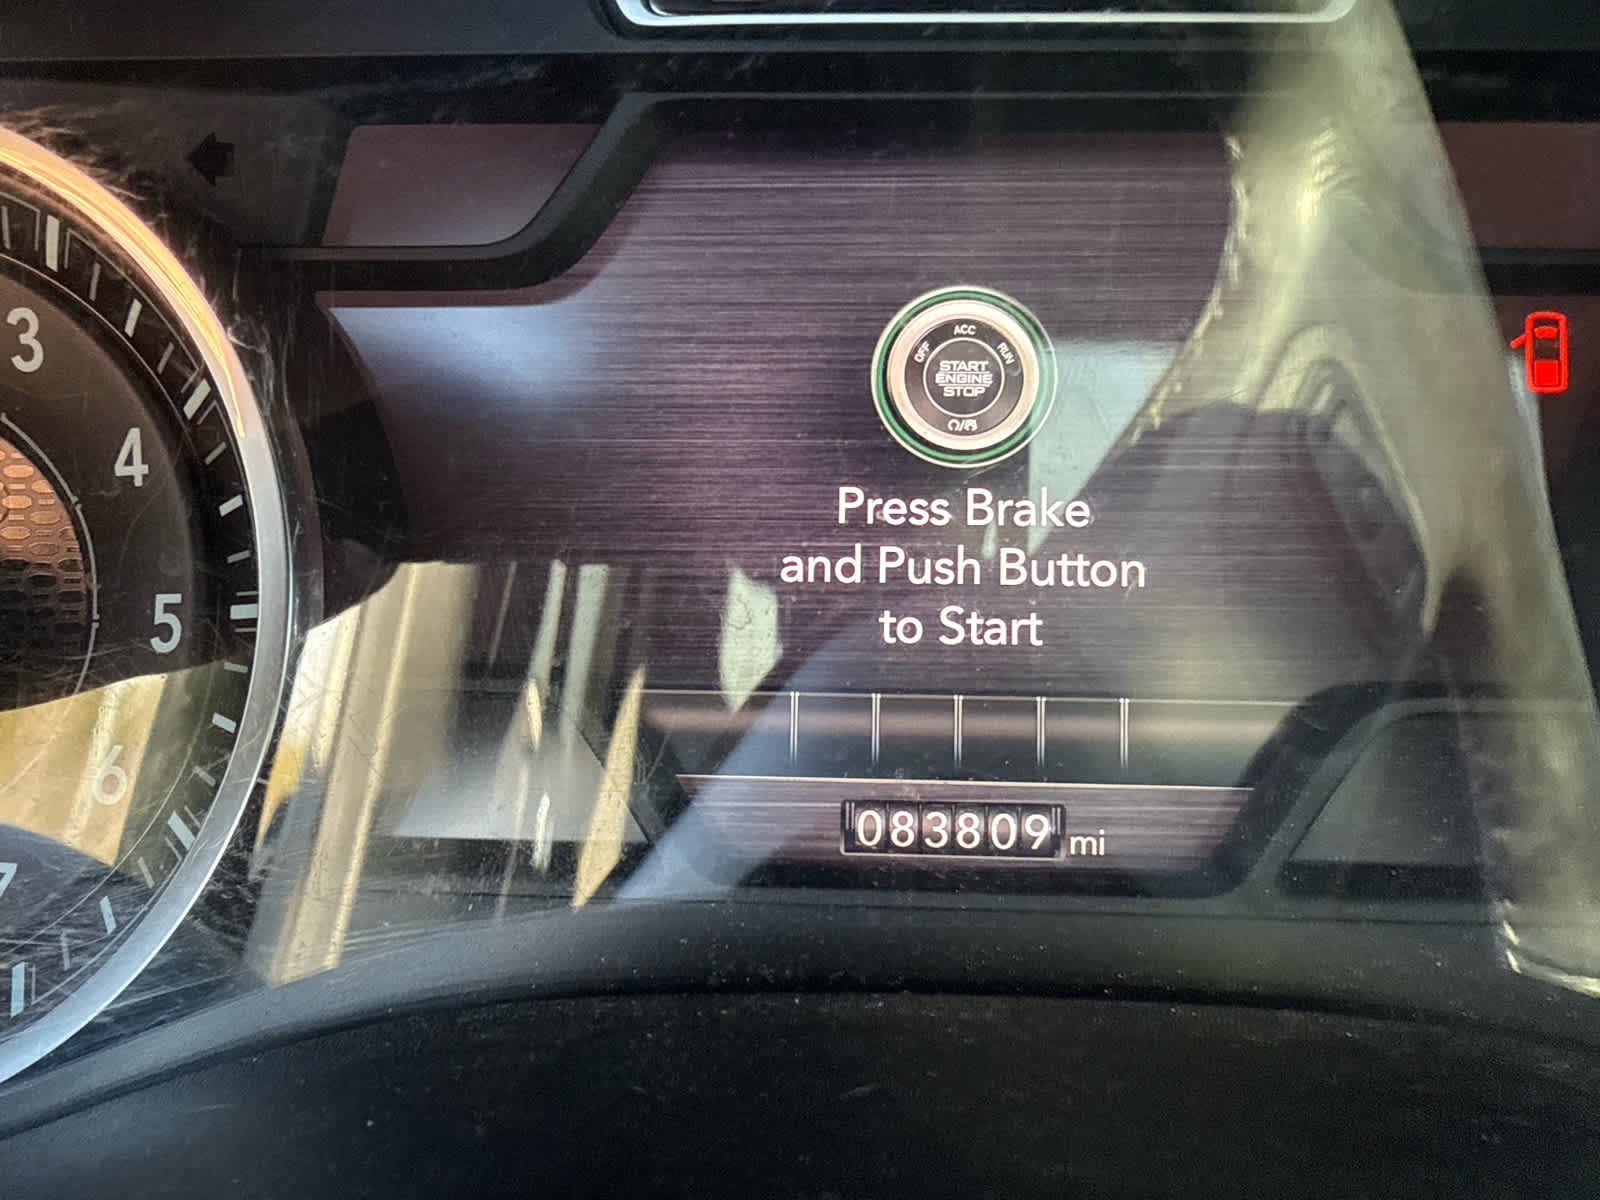 3
4
5
6
7
ACC
OFF
RUN
START
ENGINE
STOP
Press Brake
and Push Button
to Start
083809 mi